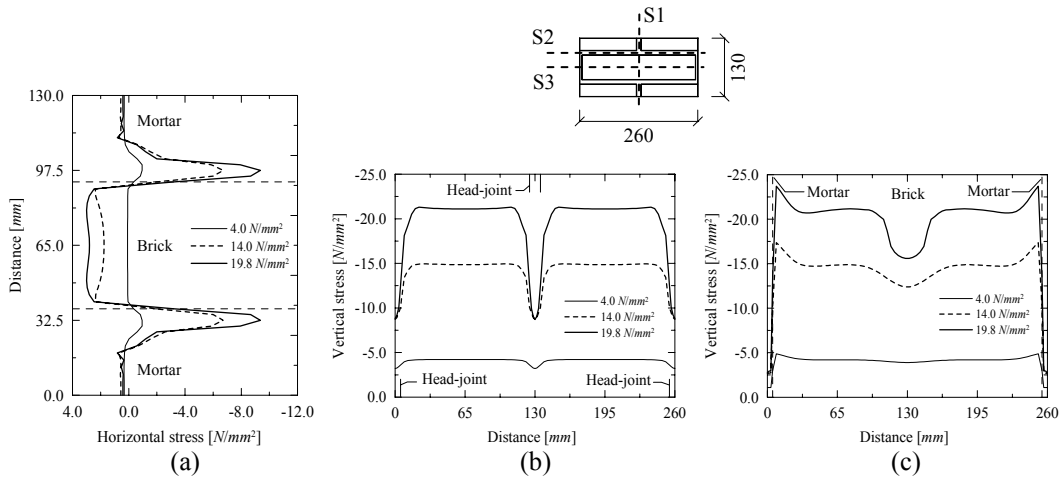 S1
S2
S3
130
260
130.0
97.5
65.0
32.5
0.0
Distance [mm]
Mortar
Brick
Mortar
4.0 N/mm²
14.0 N/mm²
19.8 N/mm²
4.0
0.0
-4.0
-8.0
-12.0
Horizontal stress [N/mm²]
(a)
-25.0
-20.0
-15.0
-10.0
-5.0
0.0
Vertical stress [N/mm²]
Head-joint
4.0 N/mm²
14.0 N/mm²
19.8 N/mm²
Head-joint
Head-joint
0
65
130
195
260
Distance [mm]
(b)
-25.0
-20.0
-15.0
-10.0
-5.0
0.0
Vertical stress [N/mm²]
Mortar
Brick
Mortar
4.0 N/mm²
14.0 N/mm²
19.8 N/mm²
0
65
130
195
260
Distance [mm]
(c)